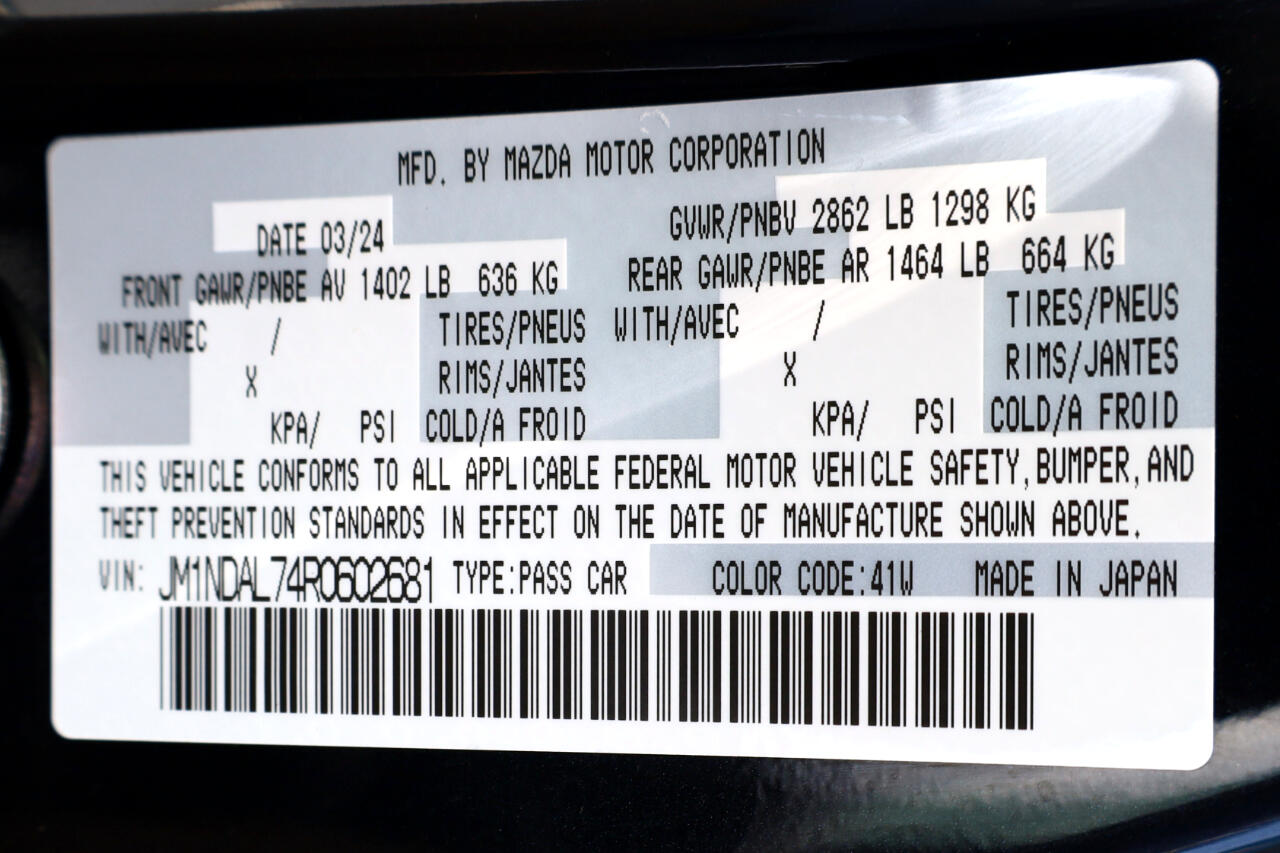 MFD. BY MAZDA MOTOR CORPORATION
DATE 03/24 GVWR/PNBV 2862 LB 1298 KG
FRONT GAWR/PNBE AV 1402 LB 636 KG REAR GAWR/PNBE AR 1464 LB 664 KG
WITH/AVEC / TIRES/PNEUS WITH/AVEC / TIRES/PNEUS
X RIMS/JANTES X RIMS/JANTES
KPA/ PSI COLD/A FROID KPA/ PSI COLD/A FROID
THIS VEHICLE CONFORMS TO ALL APPLICABLE FEDERAL MOTOR VEHICLE SAFETY, BUMPER, AND
THEFT PREVENTION STANDARDS IN EFFECT ON THE DATE OF MANUFACTURE SHOWN ABOVE.
VIN: JM1NDAL74R0602681 TYPE:PASS CAR COLOR CODE:41W MADE IN JAPAN